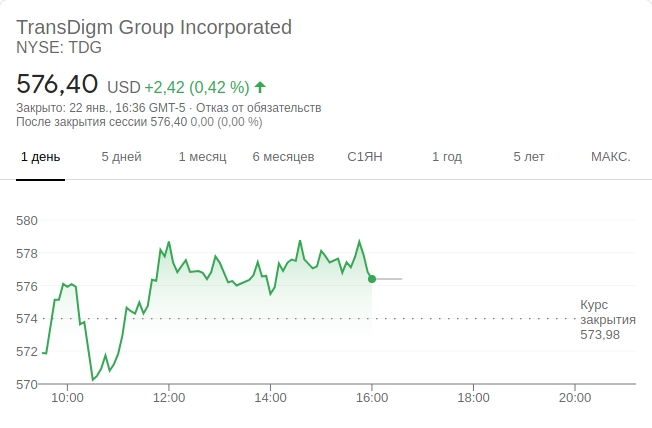 TransDigm Group Incorporated
NYSE: TDG
576,40 USD +2,42 (0,42 %)
Закрыто: 22 янв., 16:36 GMT-5 · Отказ от обязательств
После закрытия сессии 576,40 0,00 (0,00 %)
1 день 5 дней 1 месяц 6 месяцев С1ЯН 1 год 5 лет МАКС.
580
578
576
574
572
570
Курс
закрытия
573,98
10:00 12:00 14:00 16:00 18:00 20:00